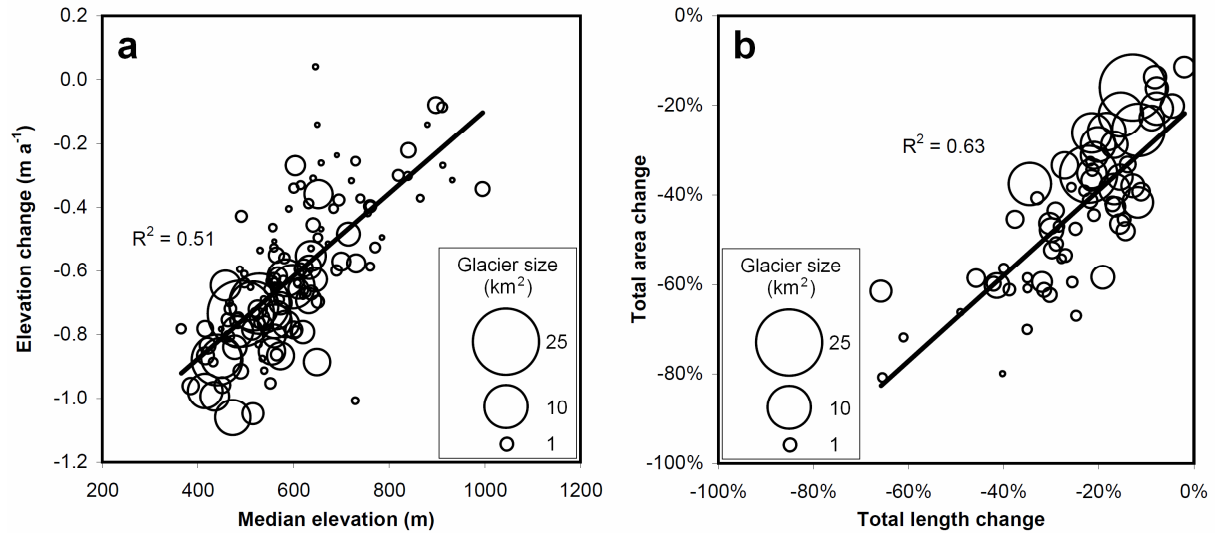 a
Elevation change (m a-1)
0.2
0.0
-0.2
-0.4
-0.6
-0.8
-1.0
-1.2
R2 = 0.51
Glacier size
(km2)
25
10
1
200
400
600
800
1000
1200
Median elevation (m)
b
Total area change
0%
-20%
-40%
-60%
-80%
-100%
R2 = 0.63
Glacier size
(km2)
25
10
1
-100%
-80%
-60%
-40%
-20%
0%
Total length change